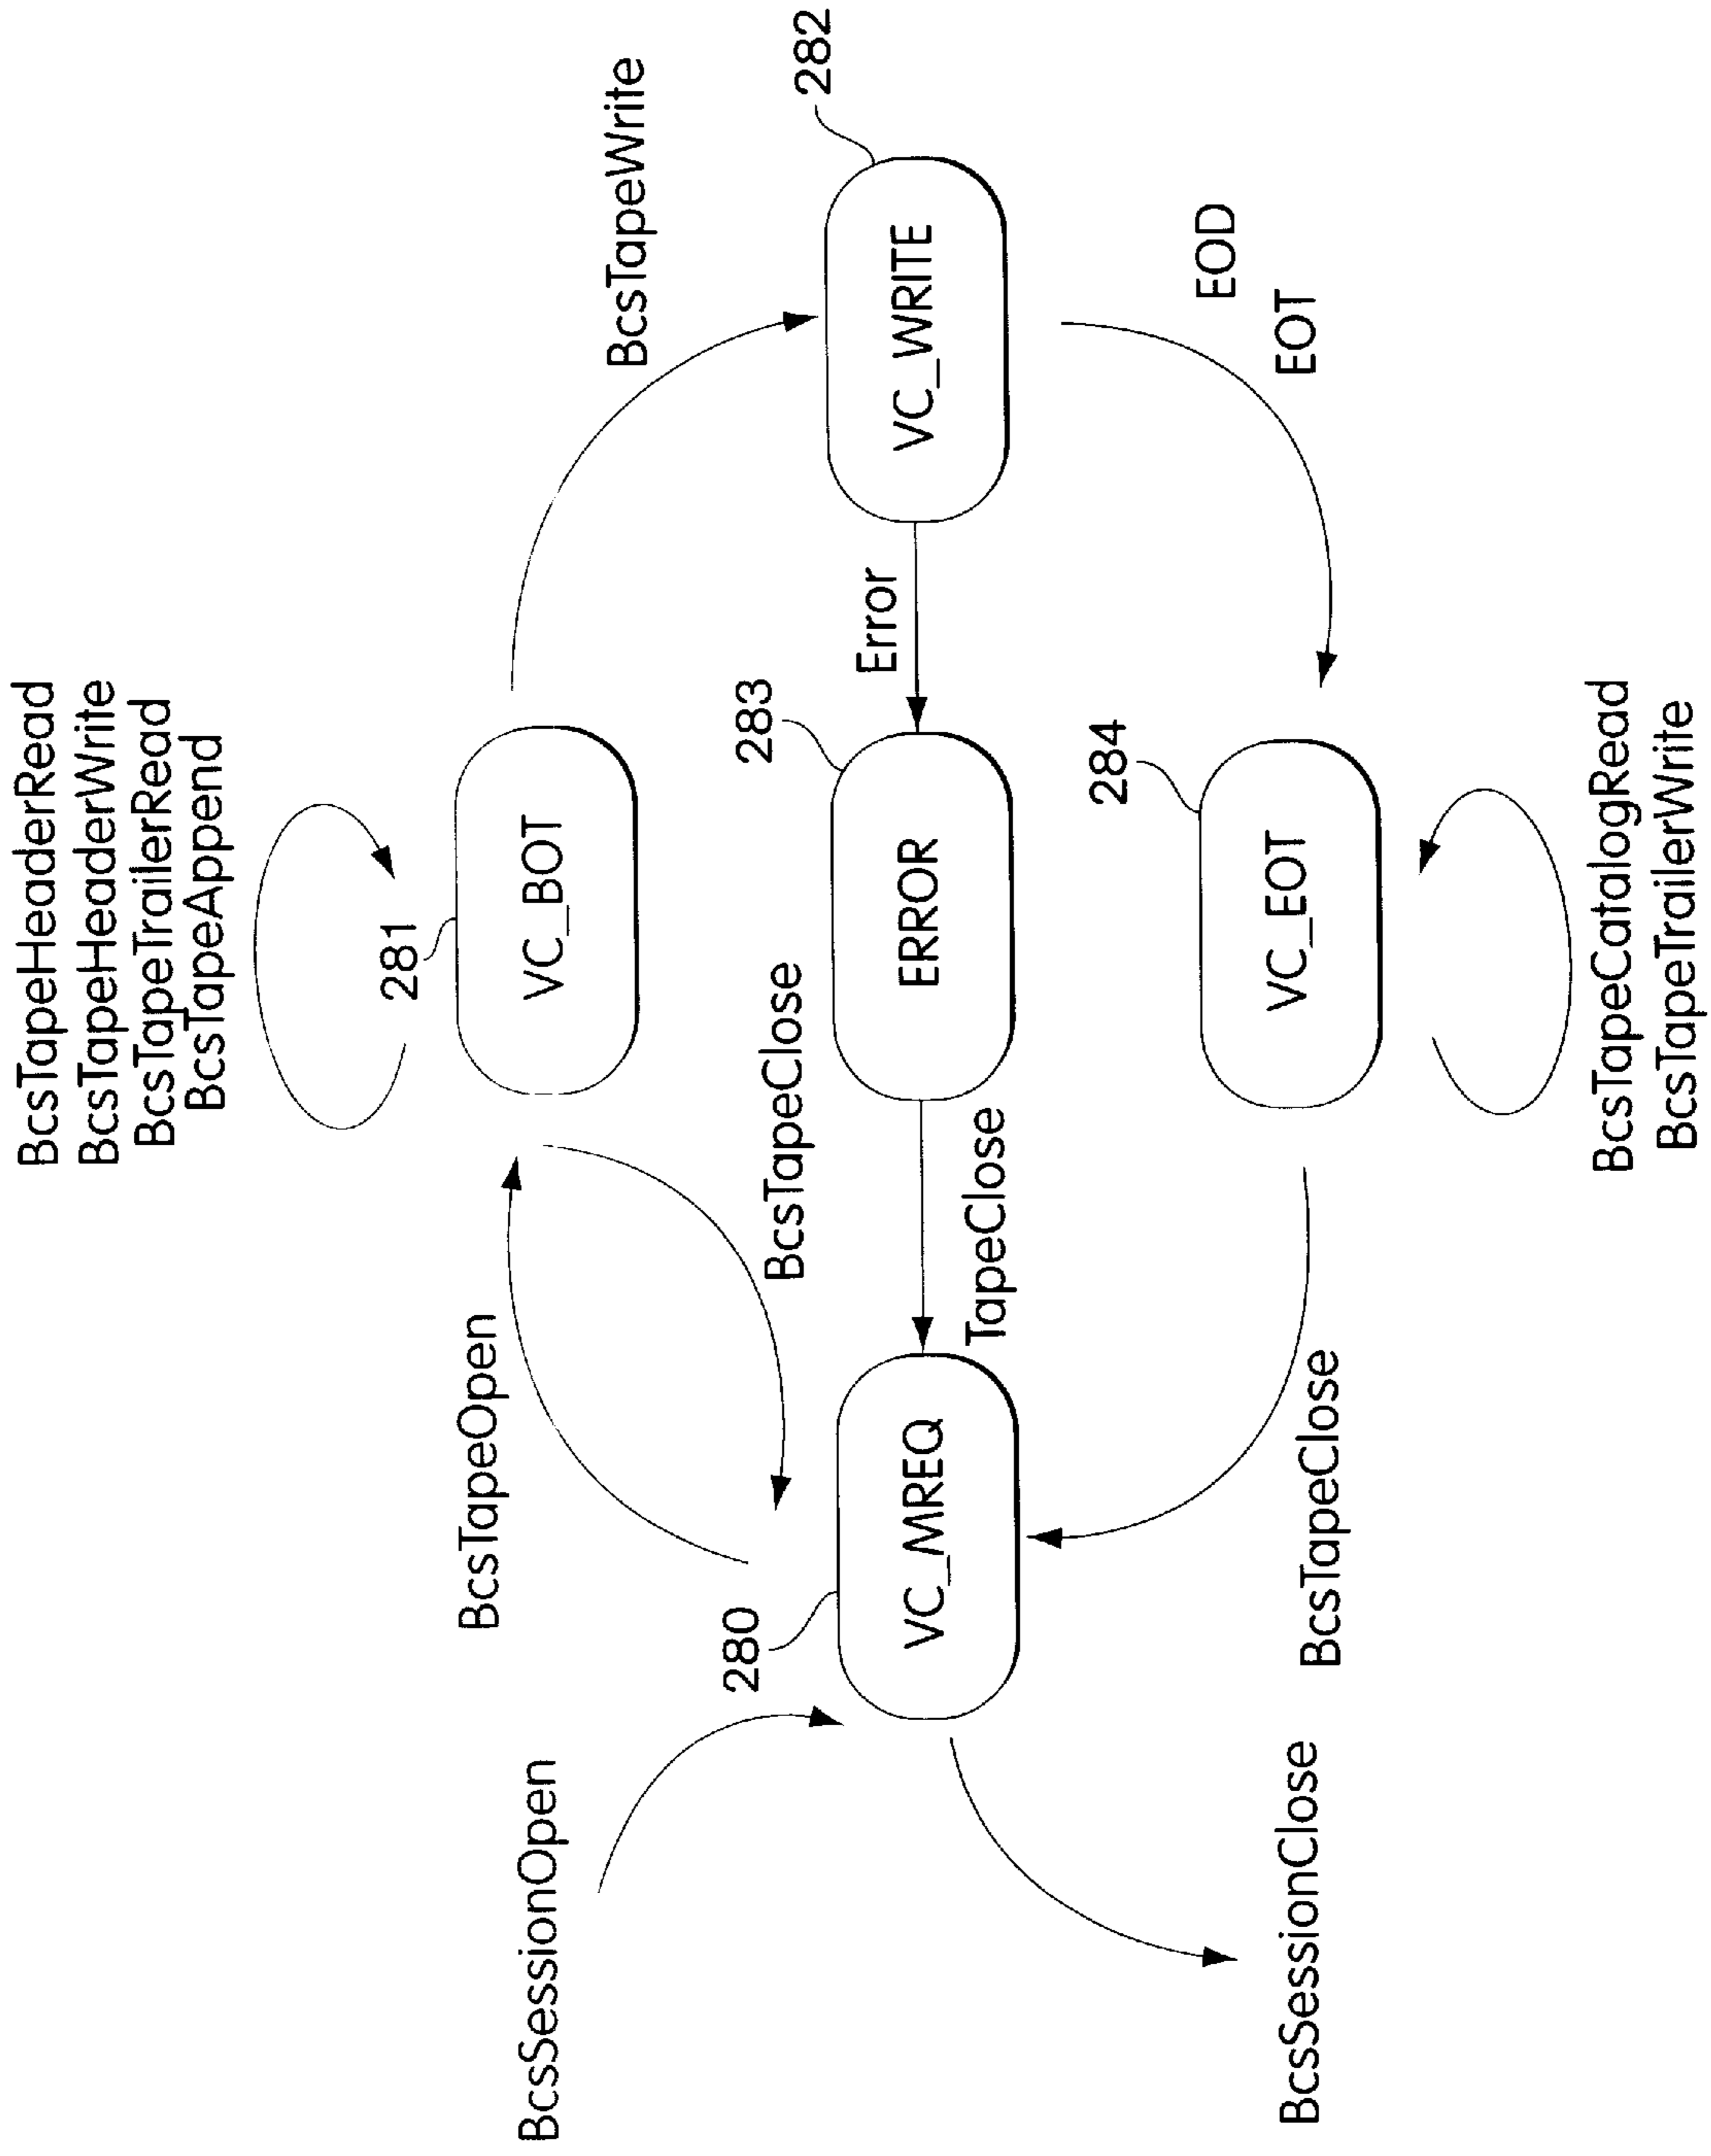 BcsTapeHeaderRead
BcsTapeHeaderWrite
BcsTapeTrailerRead
BcsTapeAppend
281
VC_BOT
BcsTapeOpen
BcsTapeWrite
BcsSessionOpen
280
VC_MREQ
BcsTapeClose
TapeClose
283
ERROR
Error
282
VC_WRITE
EOD
EOT
284
VC_EOT
BcsTapeClose
BcsSessionClose
BcsTapeCatalogRead
BcsTapeTrailerWrite